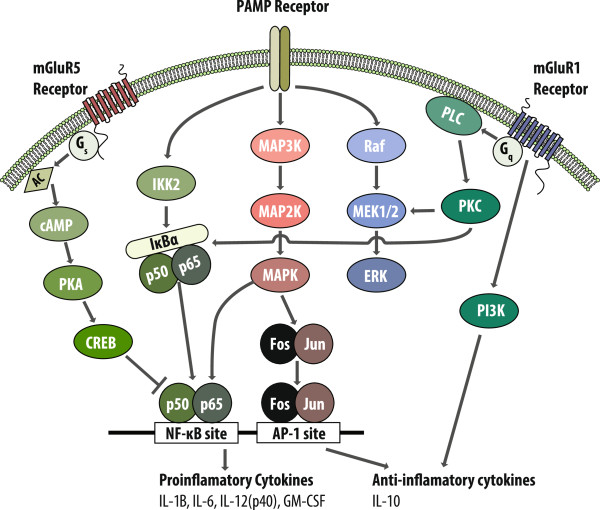 PAMP Receptor
mGluR5
Receptor
mGluR1
Receptor
PLC
Gs
Gq
AC
MAP3K
Raf
IKK2
cAMP
MAP2K
MEK1/2
PKC
IκBα
p50
p65
PKA
MAPK
ERK
PI3K
CREB
Fos
Jun
p50
p65
Fos
Jun
NF-κB site
AP-1 site
Proinflamatory Cytokines
IL-1B, IL-6, IL-12(p40), GM-CSF
Anti-inflamatory cytokines
IL-10